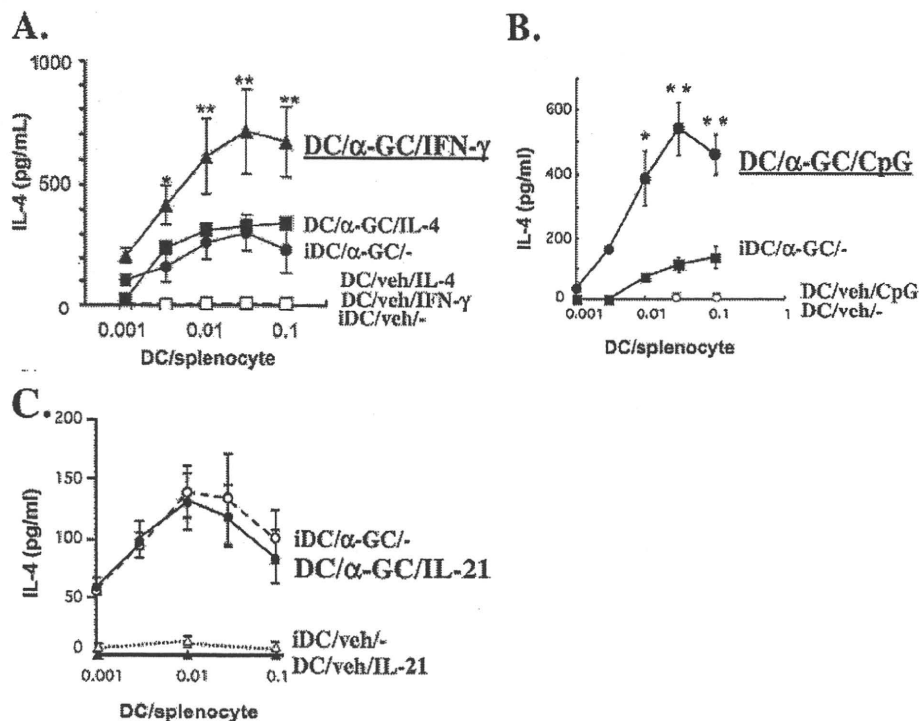 A.
1000
500
0
IL-4 (pg/mL)
* ** ** **
DC/α-GC/IFN-γ
DC/α-GC/IL-4
iDC/α-GC/-
DC/veh/IL-4
DC/veh/IFN-γ
iDC/veh/-
0.001 0.01 0.1
DC/splenocyte
B.
600
400
200
0
IL-4 (pg/ml)
* ** **
DC/α-GC/CpG
iDC/α-GC/-
DC/veh/CpG
DC/veh/-
0.001 0.01 0.1 1
DC/splenocyte
C.
200
150
100
50
0
IL-4 (pg/ml)
iDC/α-GC/-
DC/α-GC/IL-21
iDC/veh/-
DC/veh/IL-21
0.001 0.01 0.1
DC/splenocyte